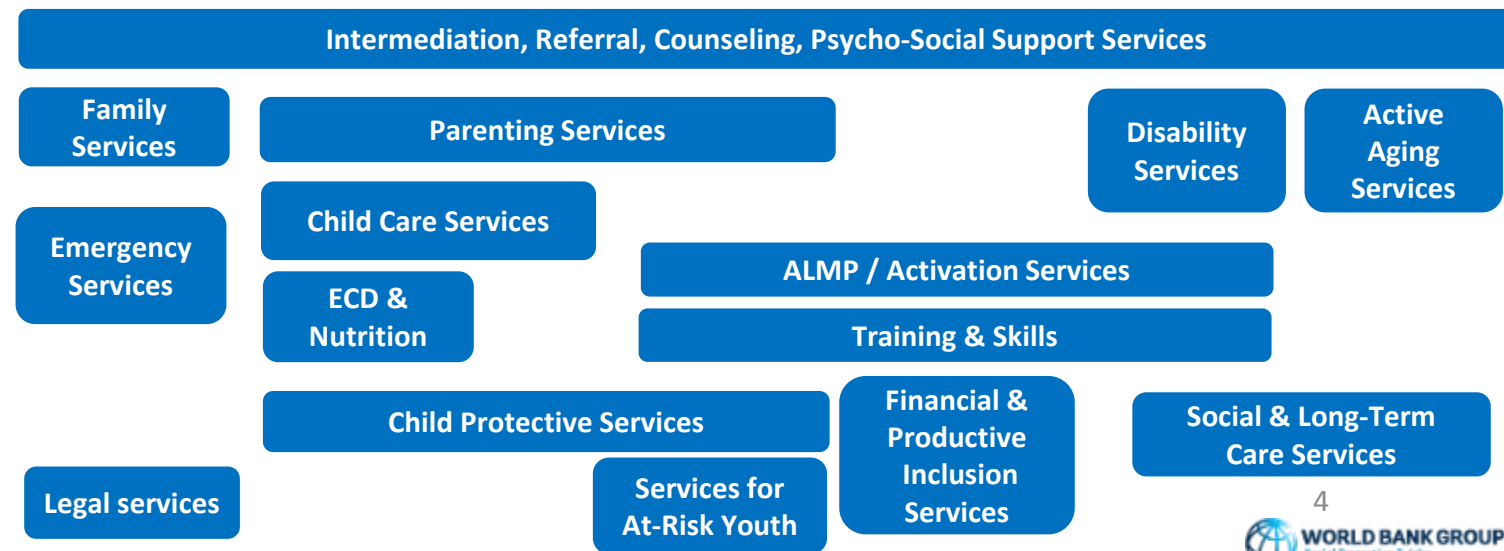 Intermediation, Referral, Counseling, Psycho-Social Support Services
Family
Services
Parenting Services
Disability
Services
Active
Aging
Services
Child Care Services
Emergency
Services
ALMP / Activation Services
ECD &
Nutrition
Training & Skills
Child Protective Services
Financial &
Productive
Inclusion
Services
Social & Long-Term
Care Services
Legal services
Services for
At-Risk Youth
4
WORLD BANK GROUP